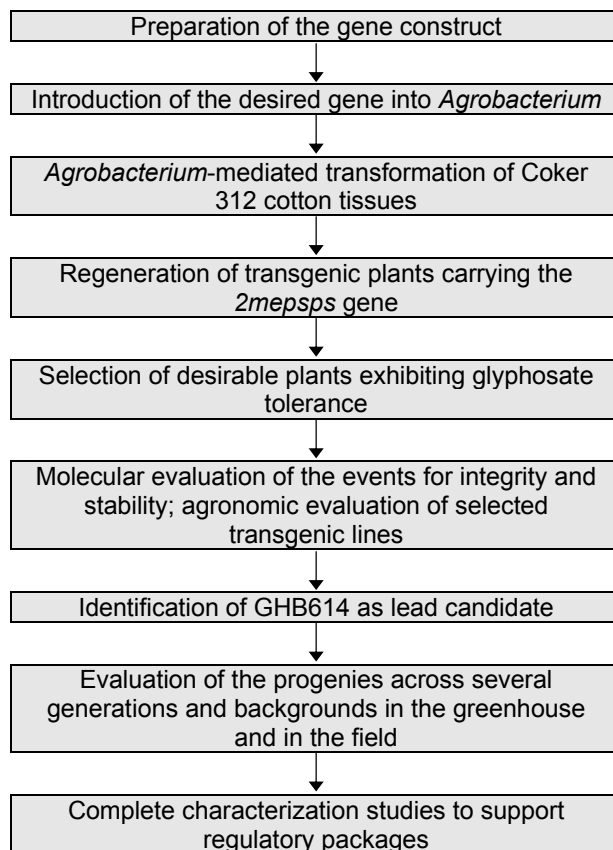 Preparation of the gene construct
Introduction of the desired gene into Agrobacterium
Agrobacterium-mediated transformation of Coker
312 cotton tissues
Regeneration of transgenic plants carrying the
2mepsps gene
Selection of desirable plants exhibiting glyphosate
tolerance
Molecular evaluation of the events for integrity and
stability; agronomic evaluation of selected
transgenic lines
Identification of GHB614 as lead candidate
Evaluation of the progenies across several
generations and backgrounds in the greenhouse
and in the field
Complete characterization studies to support
regulatory packages